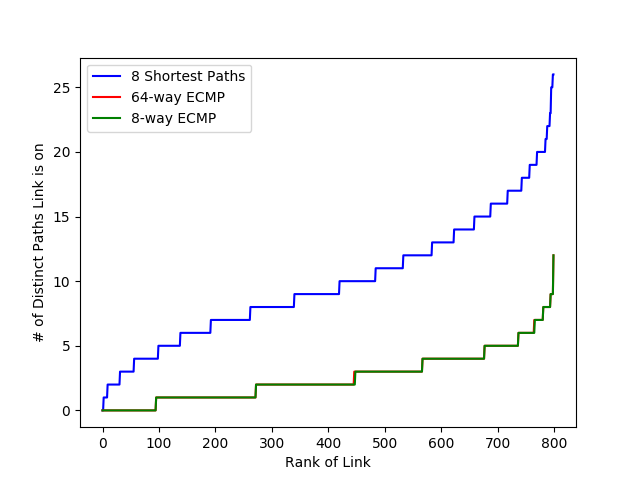 8 Shortest Paths
64-way ECMP
8-way ECMP
# of Distinct Paths Link is on
25
20
15
10
5
0
0 100 200 300 400 500 600 700 800
Rank of Link